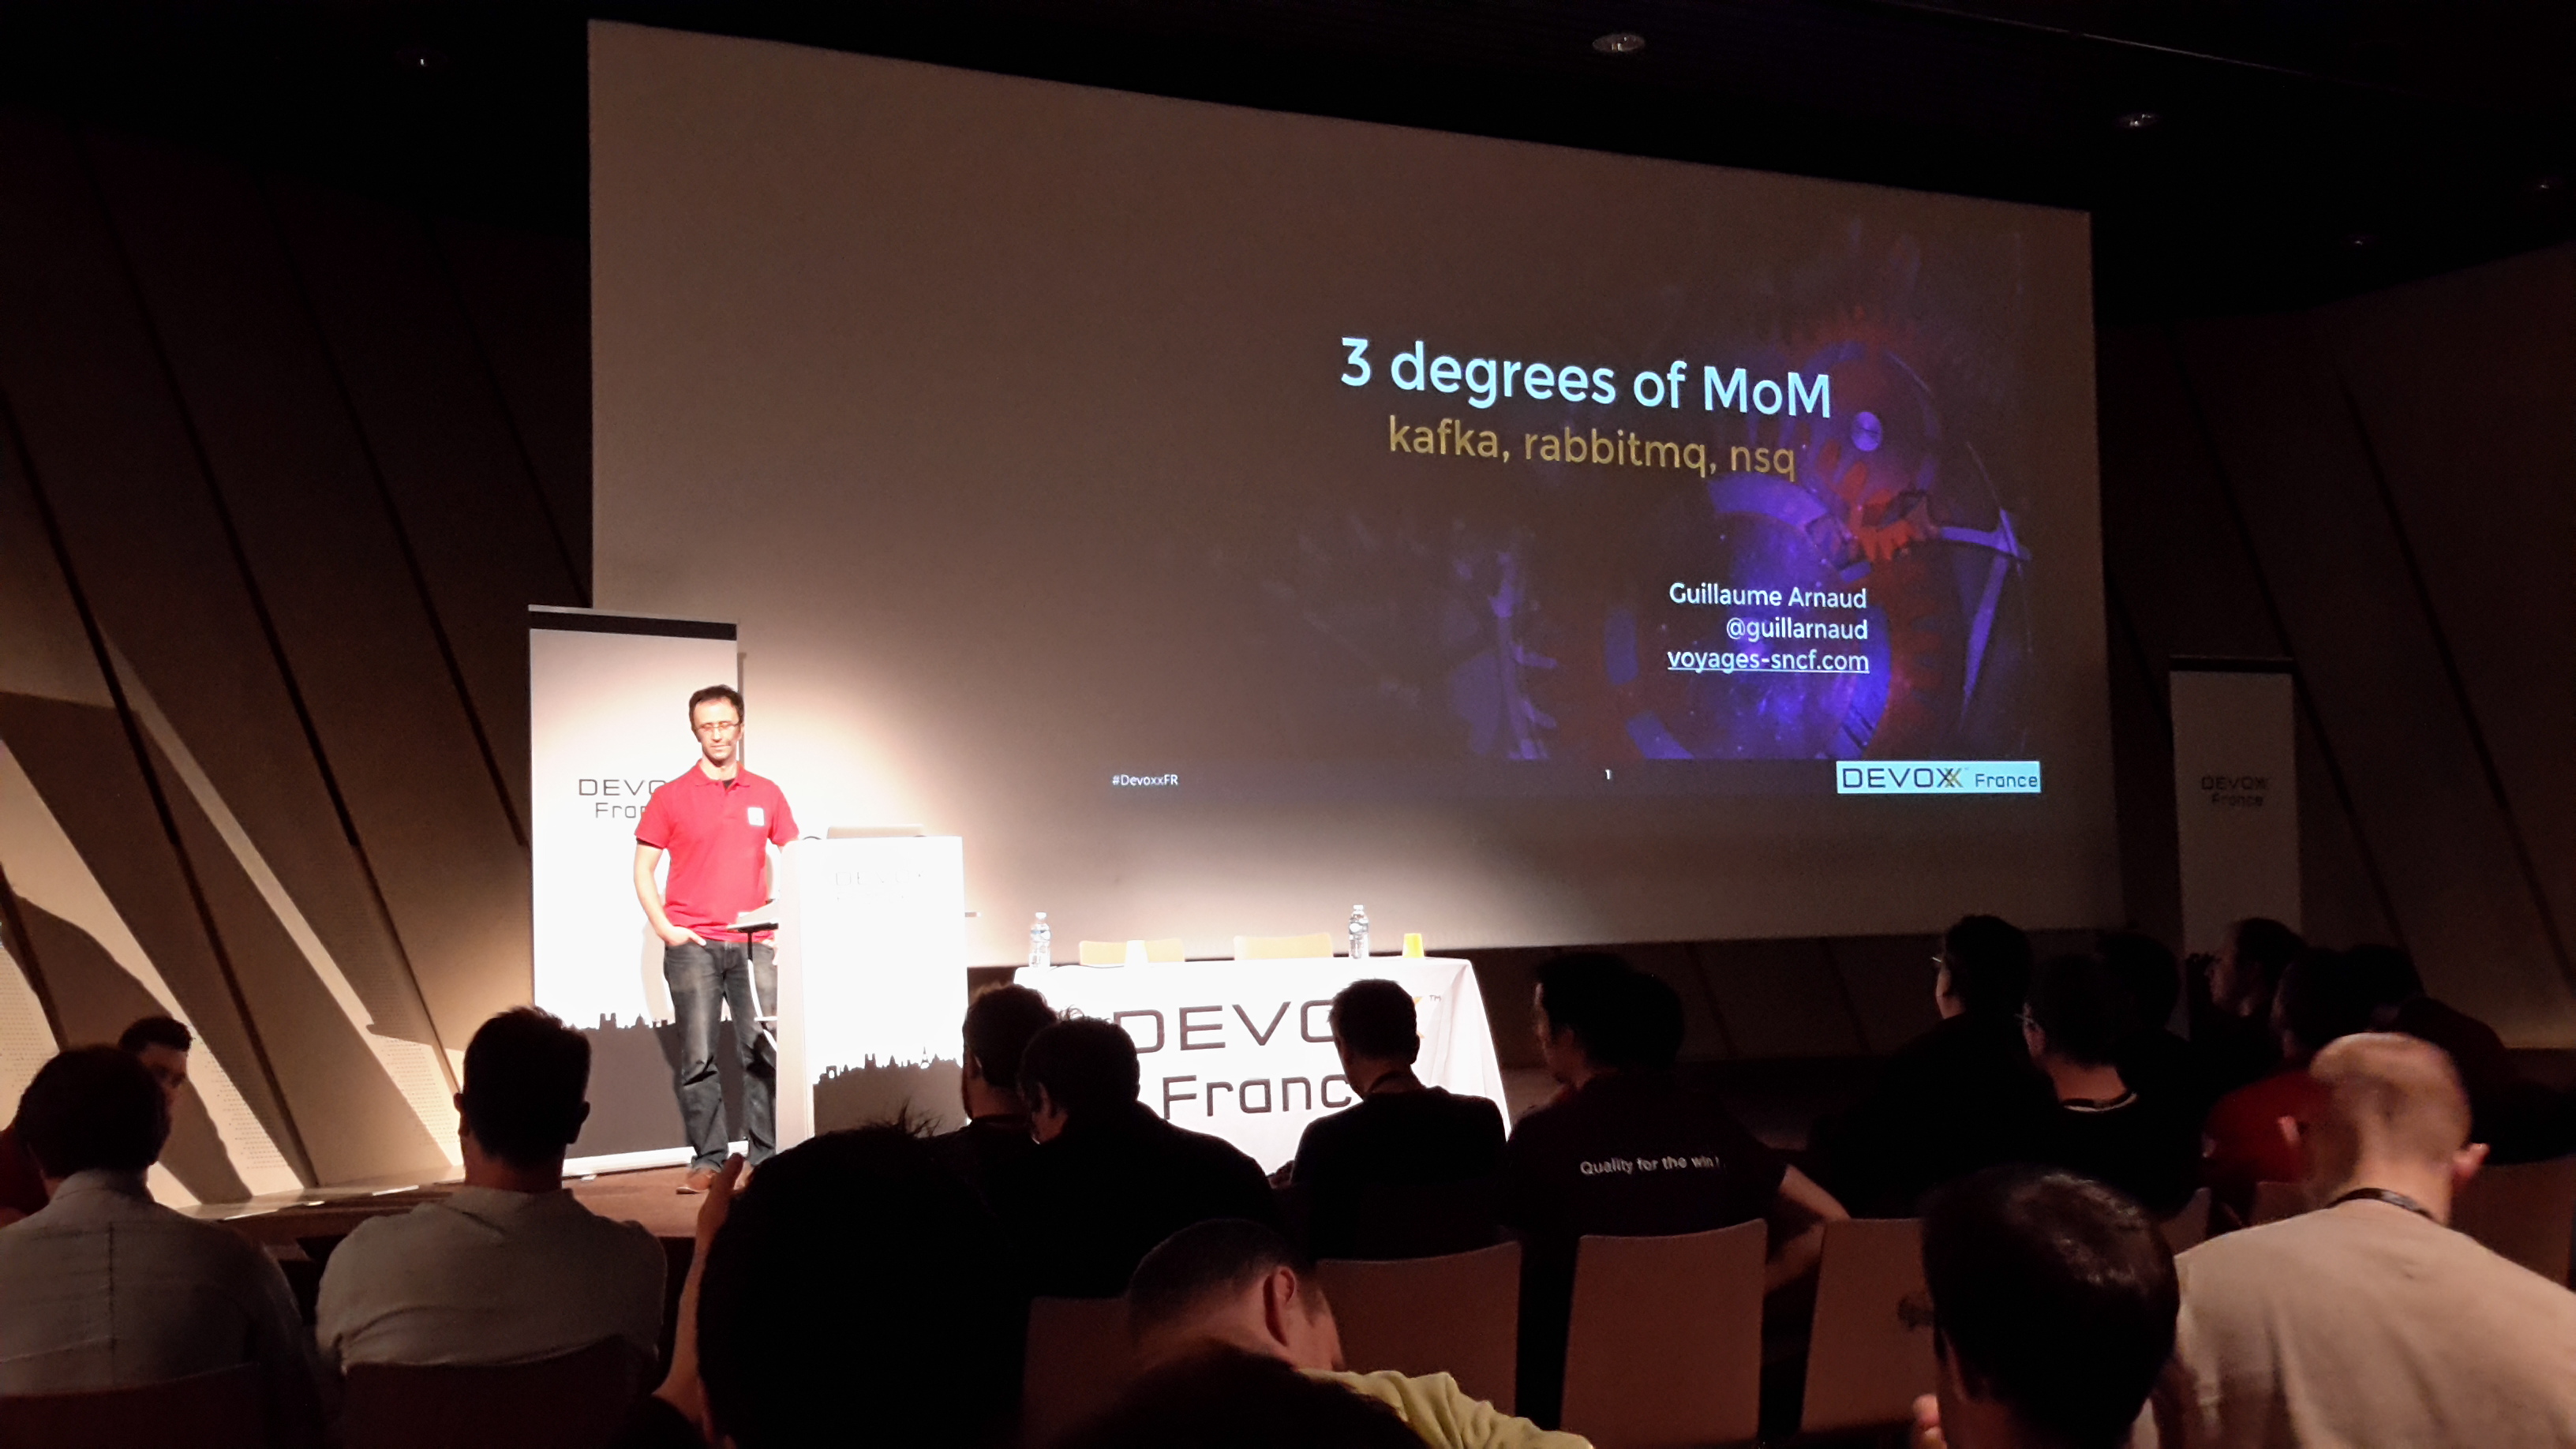 3 degrees of MoM
kafka, rabbitmq, nsq
Guillaume Arnaud
@guillarnaud
voyages-sncf.com
#DevoxxFR
1
DEVOXX France
DEVO
Fran
DEVOXX
France
DEVOX™
Franc
Quality for the win !